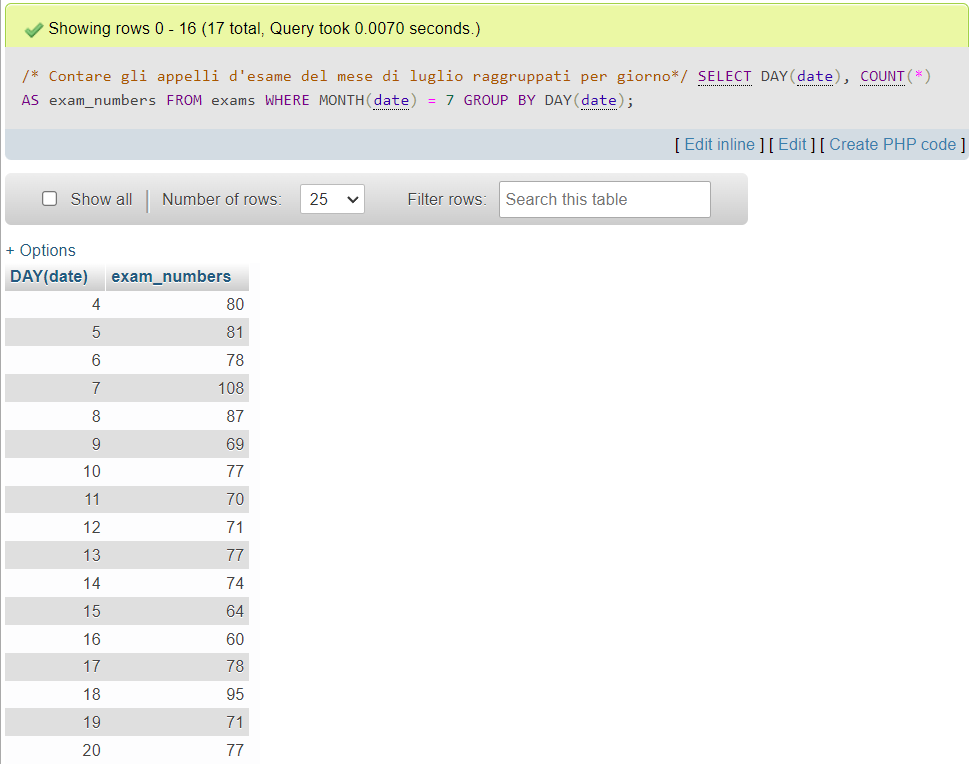 Showing rows 0 - 16 (17 total, Query took 0.0070 seconds.)
/* Contare gli appelli d'esame del mese di luglio raggruppati per giorno*/ SELECT DAY(date), COUNT(*)
AS exam_numbers FROM exams WHERE MONTH(date) = 7 GROUP BY DAY(date);
[ Edit inline ] [ Edit ] [ Create PHP code ]
Show all | Number of rows: 25 Filter rows: Search this table
+ Options
DAY(date) exam_numbers
4 80
5 81
6 78
7 108
8 87
9 69
10 77
11 70
12 71
13 77
14 74
15 64
16 60
17 78
18 95
19 71
20 77